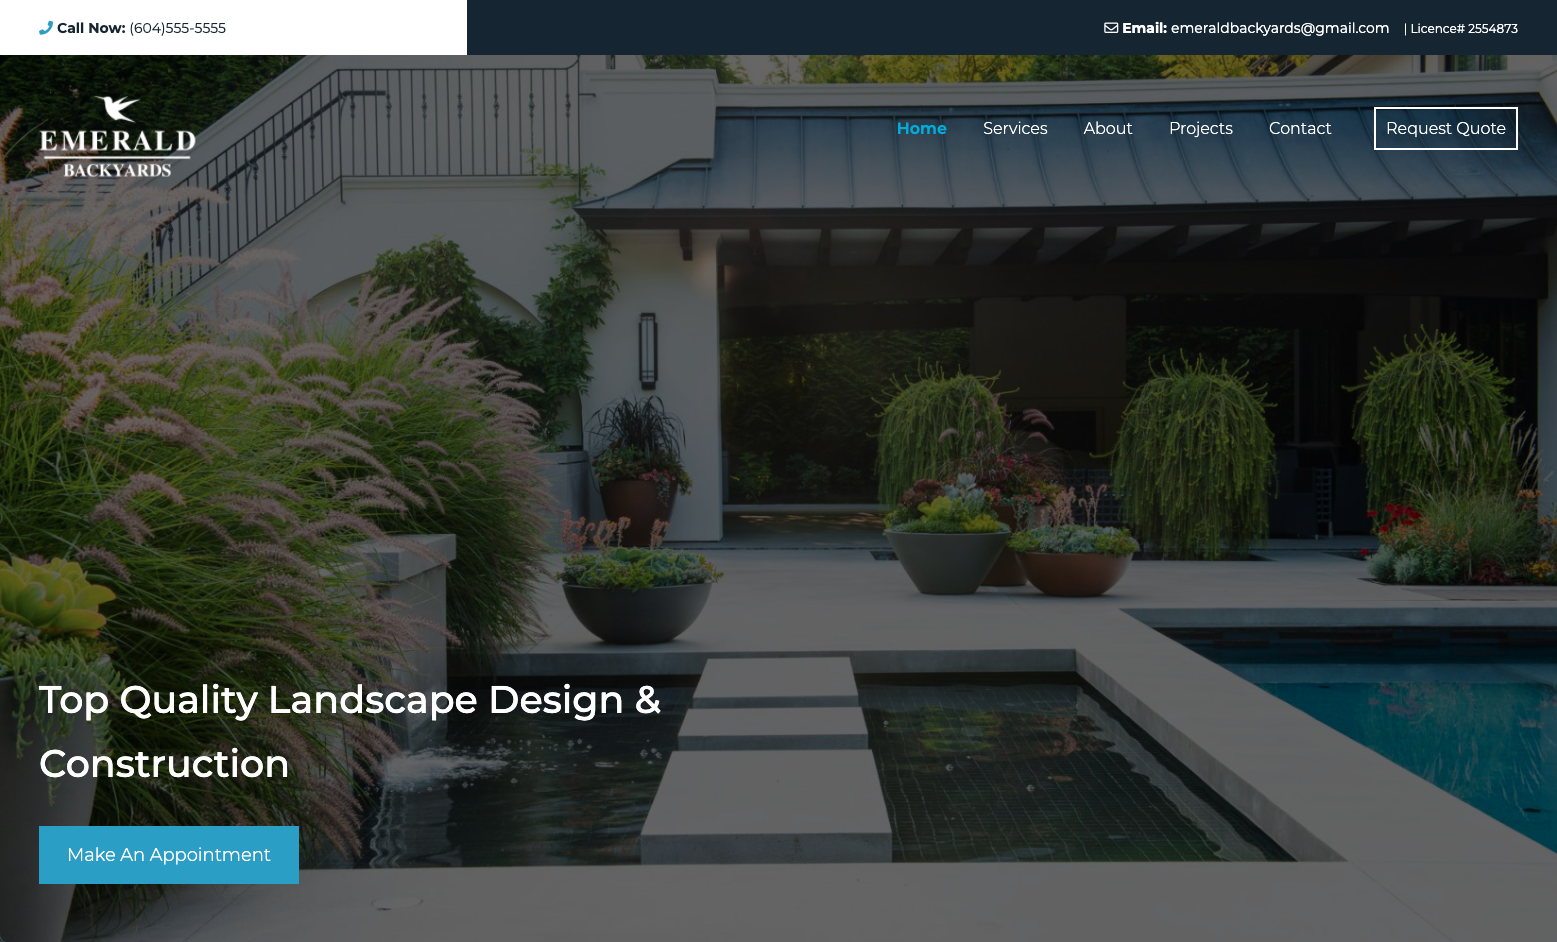 Call Now: (604)555-5555
Email: emeraldbackyards@gmail.com | Licence# 2554873
EMERALD
BACKYARDS
Home Services About Projects Contact Request Quote
Top Quality Landscape Design &
Construction
Make An Appointment